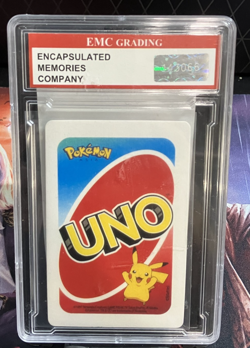 EMC GRADING
ENCAPSULATED
MEMORIES
COMPANY
POKéMON
UNO